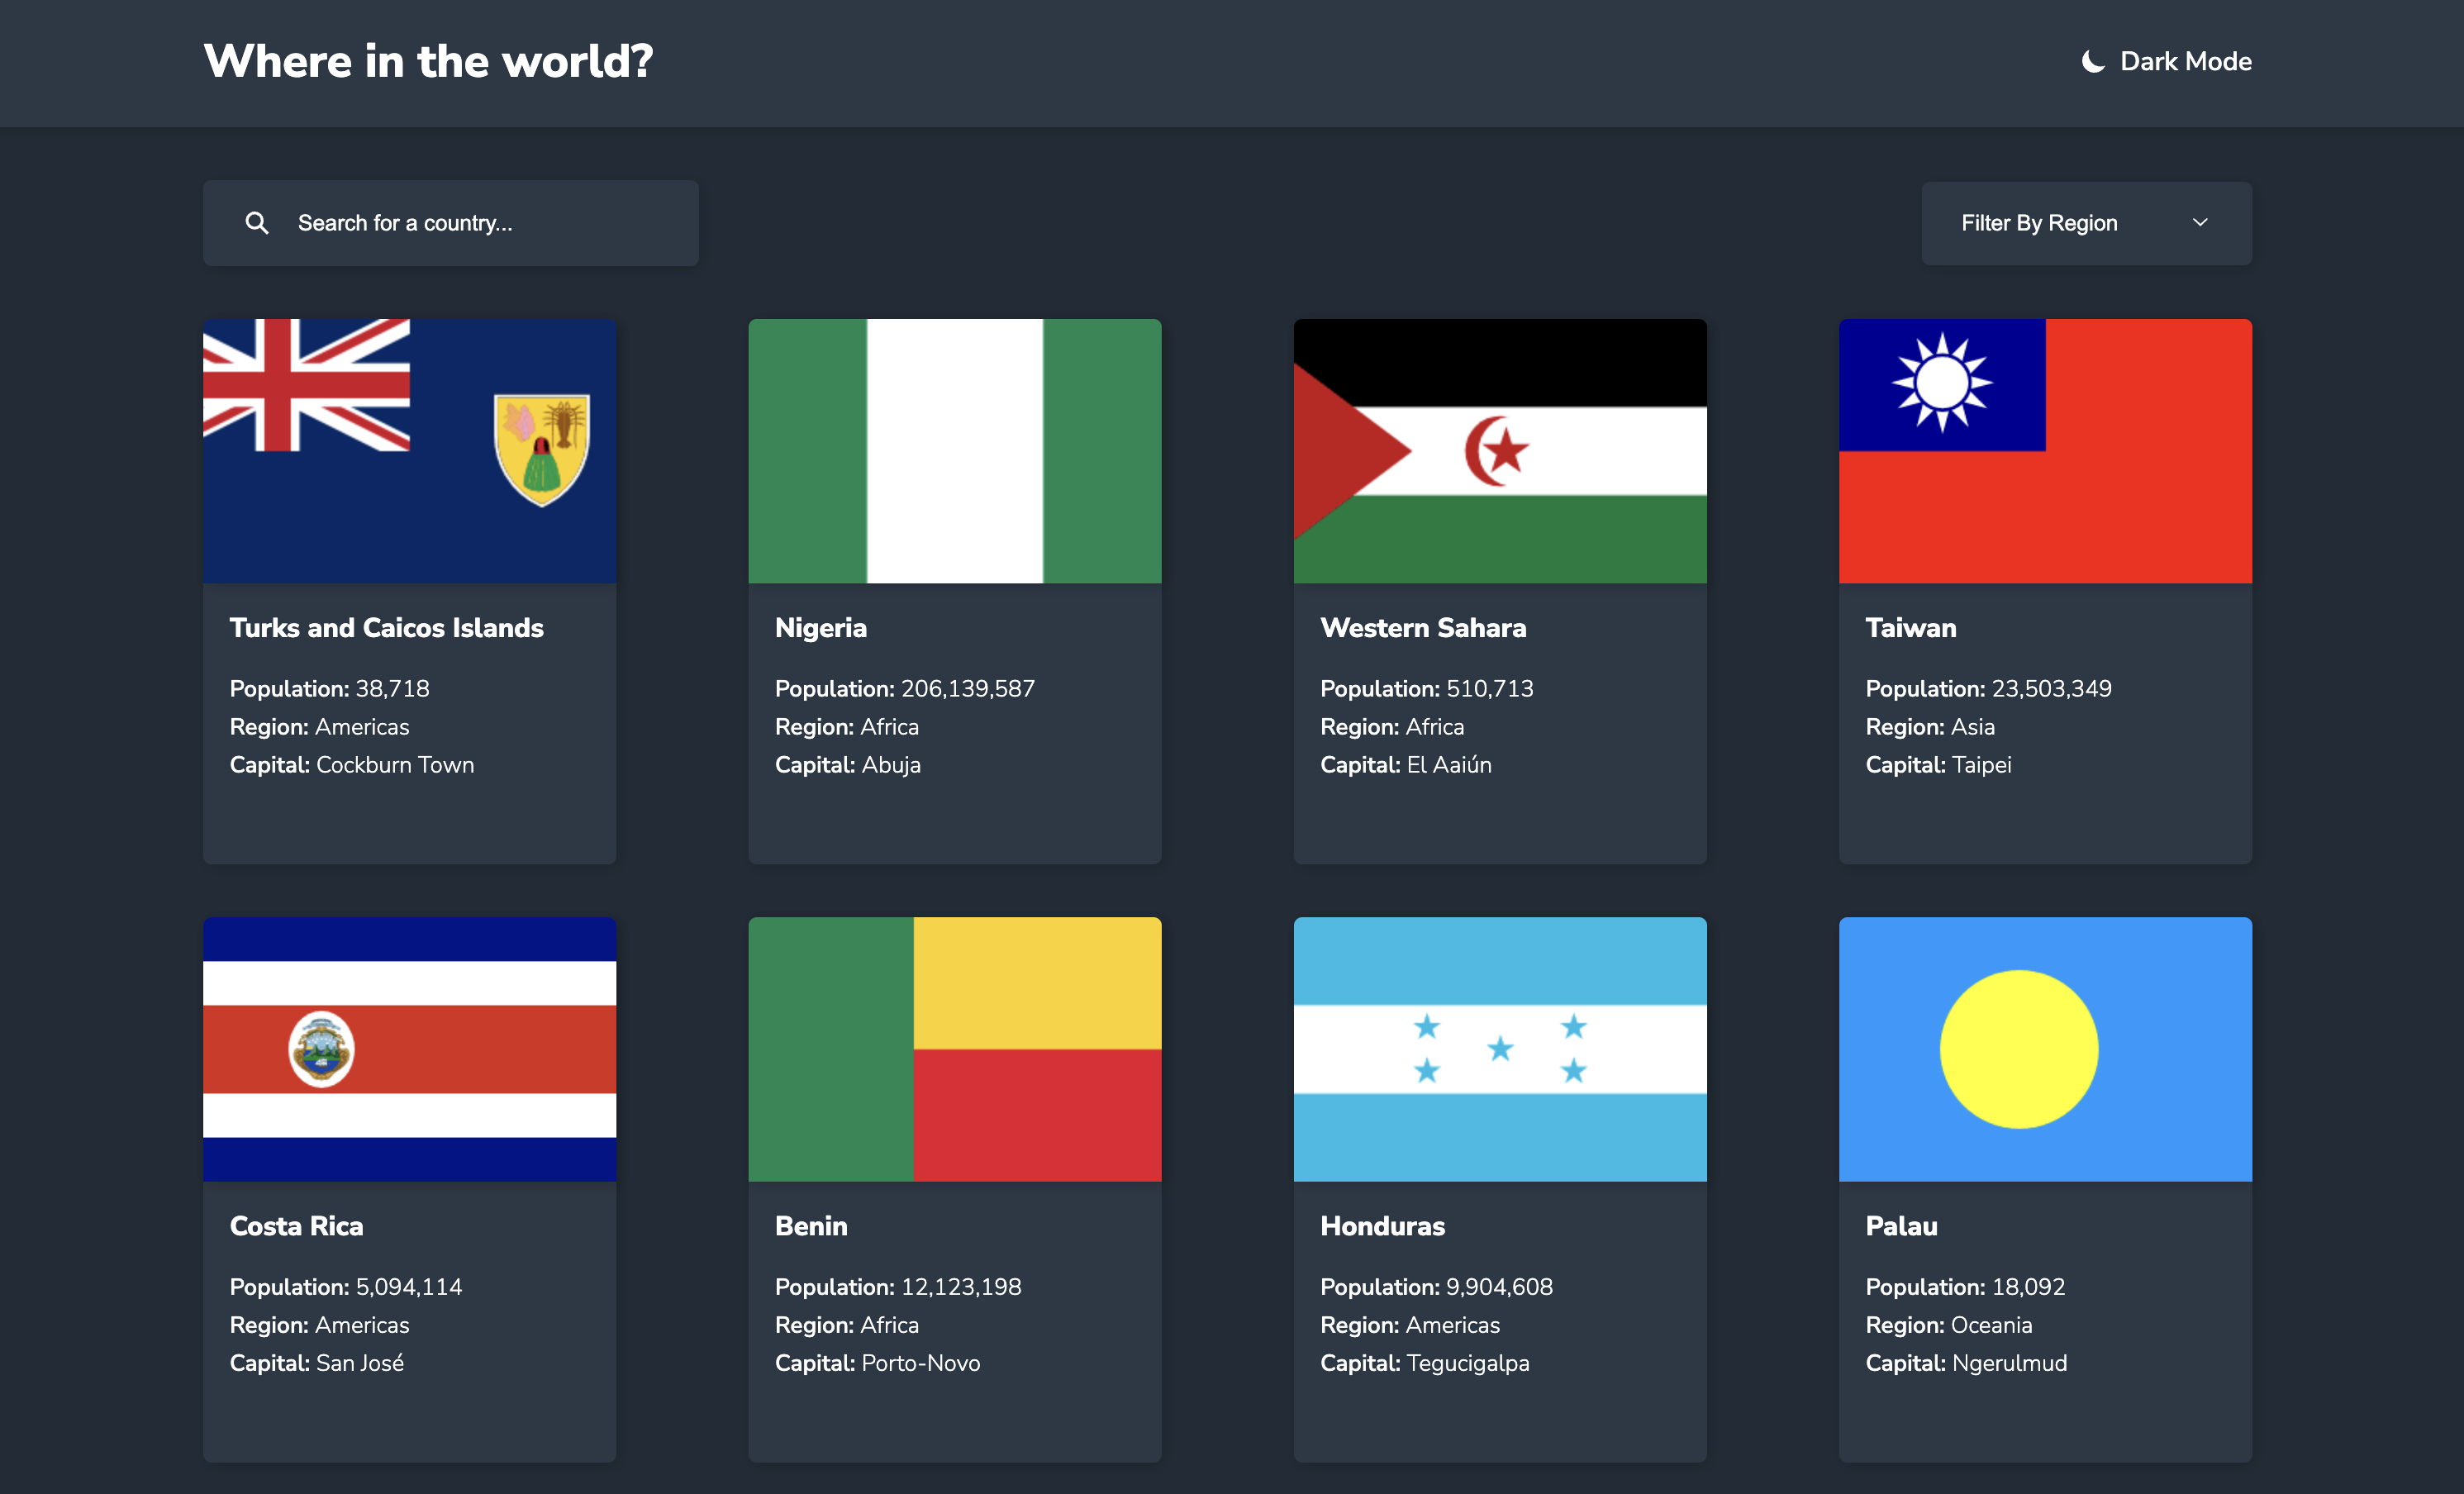 Where in the world?
Dark Mode
Search for a country...
Filter By Region
Turks and Caicos Islands
Population: 38,718
Region: Americas
Capital: Cockburn Town
Nigeria
Population: 206,139,587
Region: Africa
Capital: Abuja
Western Sahara
Population: 510,713
Region: Africa
Capital: El Aaiún
Taiwan
Population: 23,503,349
Region: Asia
Capital: Taipei
Costa Rica
Population: 5,094,114
Region: Americas
Capital: San José
Benin
Population: 12,123,198
Region: Africa
Capital: Porto-Novo
Honduras
Population: 9,904,608
Region: Americas
Capital: Tegucigalpa
Palau
Population: 18,092
Region: Oceania
Capital: Ngerulmud